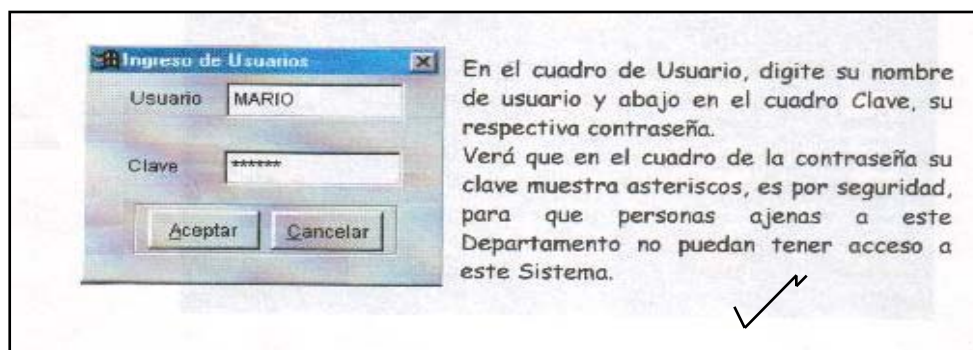 Ingreso de Usuarios
Usuario MARIO
Clave ******
Aceptar Cancelar
En el cuadro de Usuario, digite su nombre
de usuario y abajo en el cuadro Clave, su
respectiva contraseña.
Verá que en el cuadro de la contraseña su
clave muestra asteriscos, es por seguridad,
para que personas ajenas a este
Departamento no puedan tener acceso a
este Sistema.